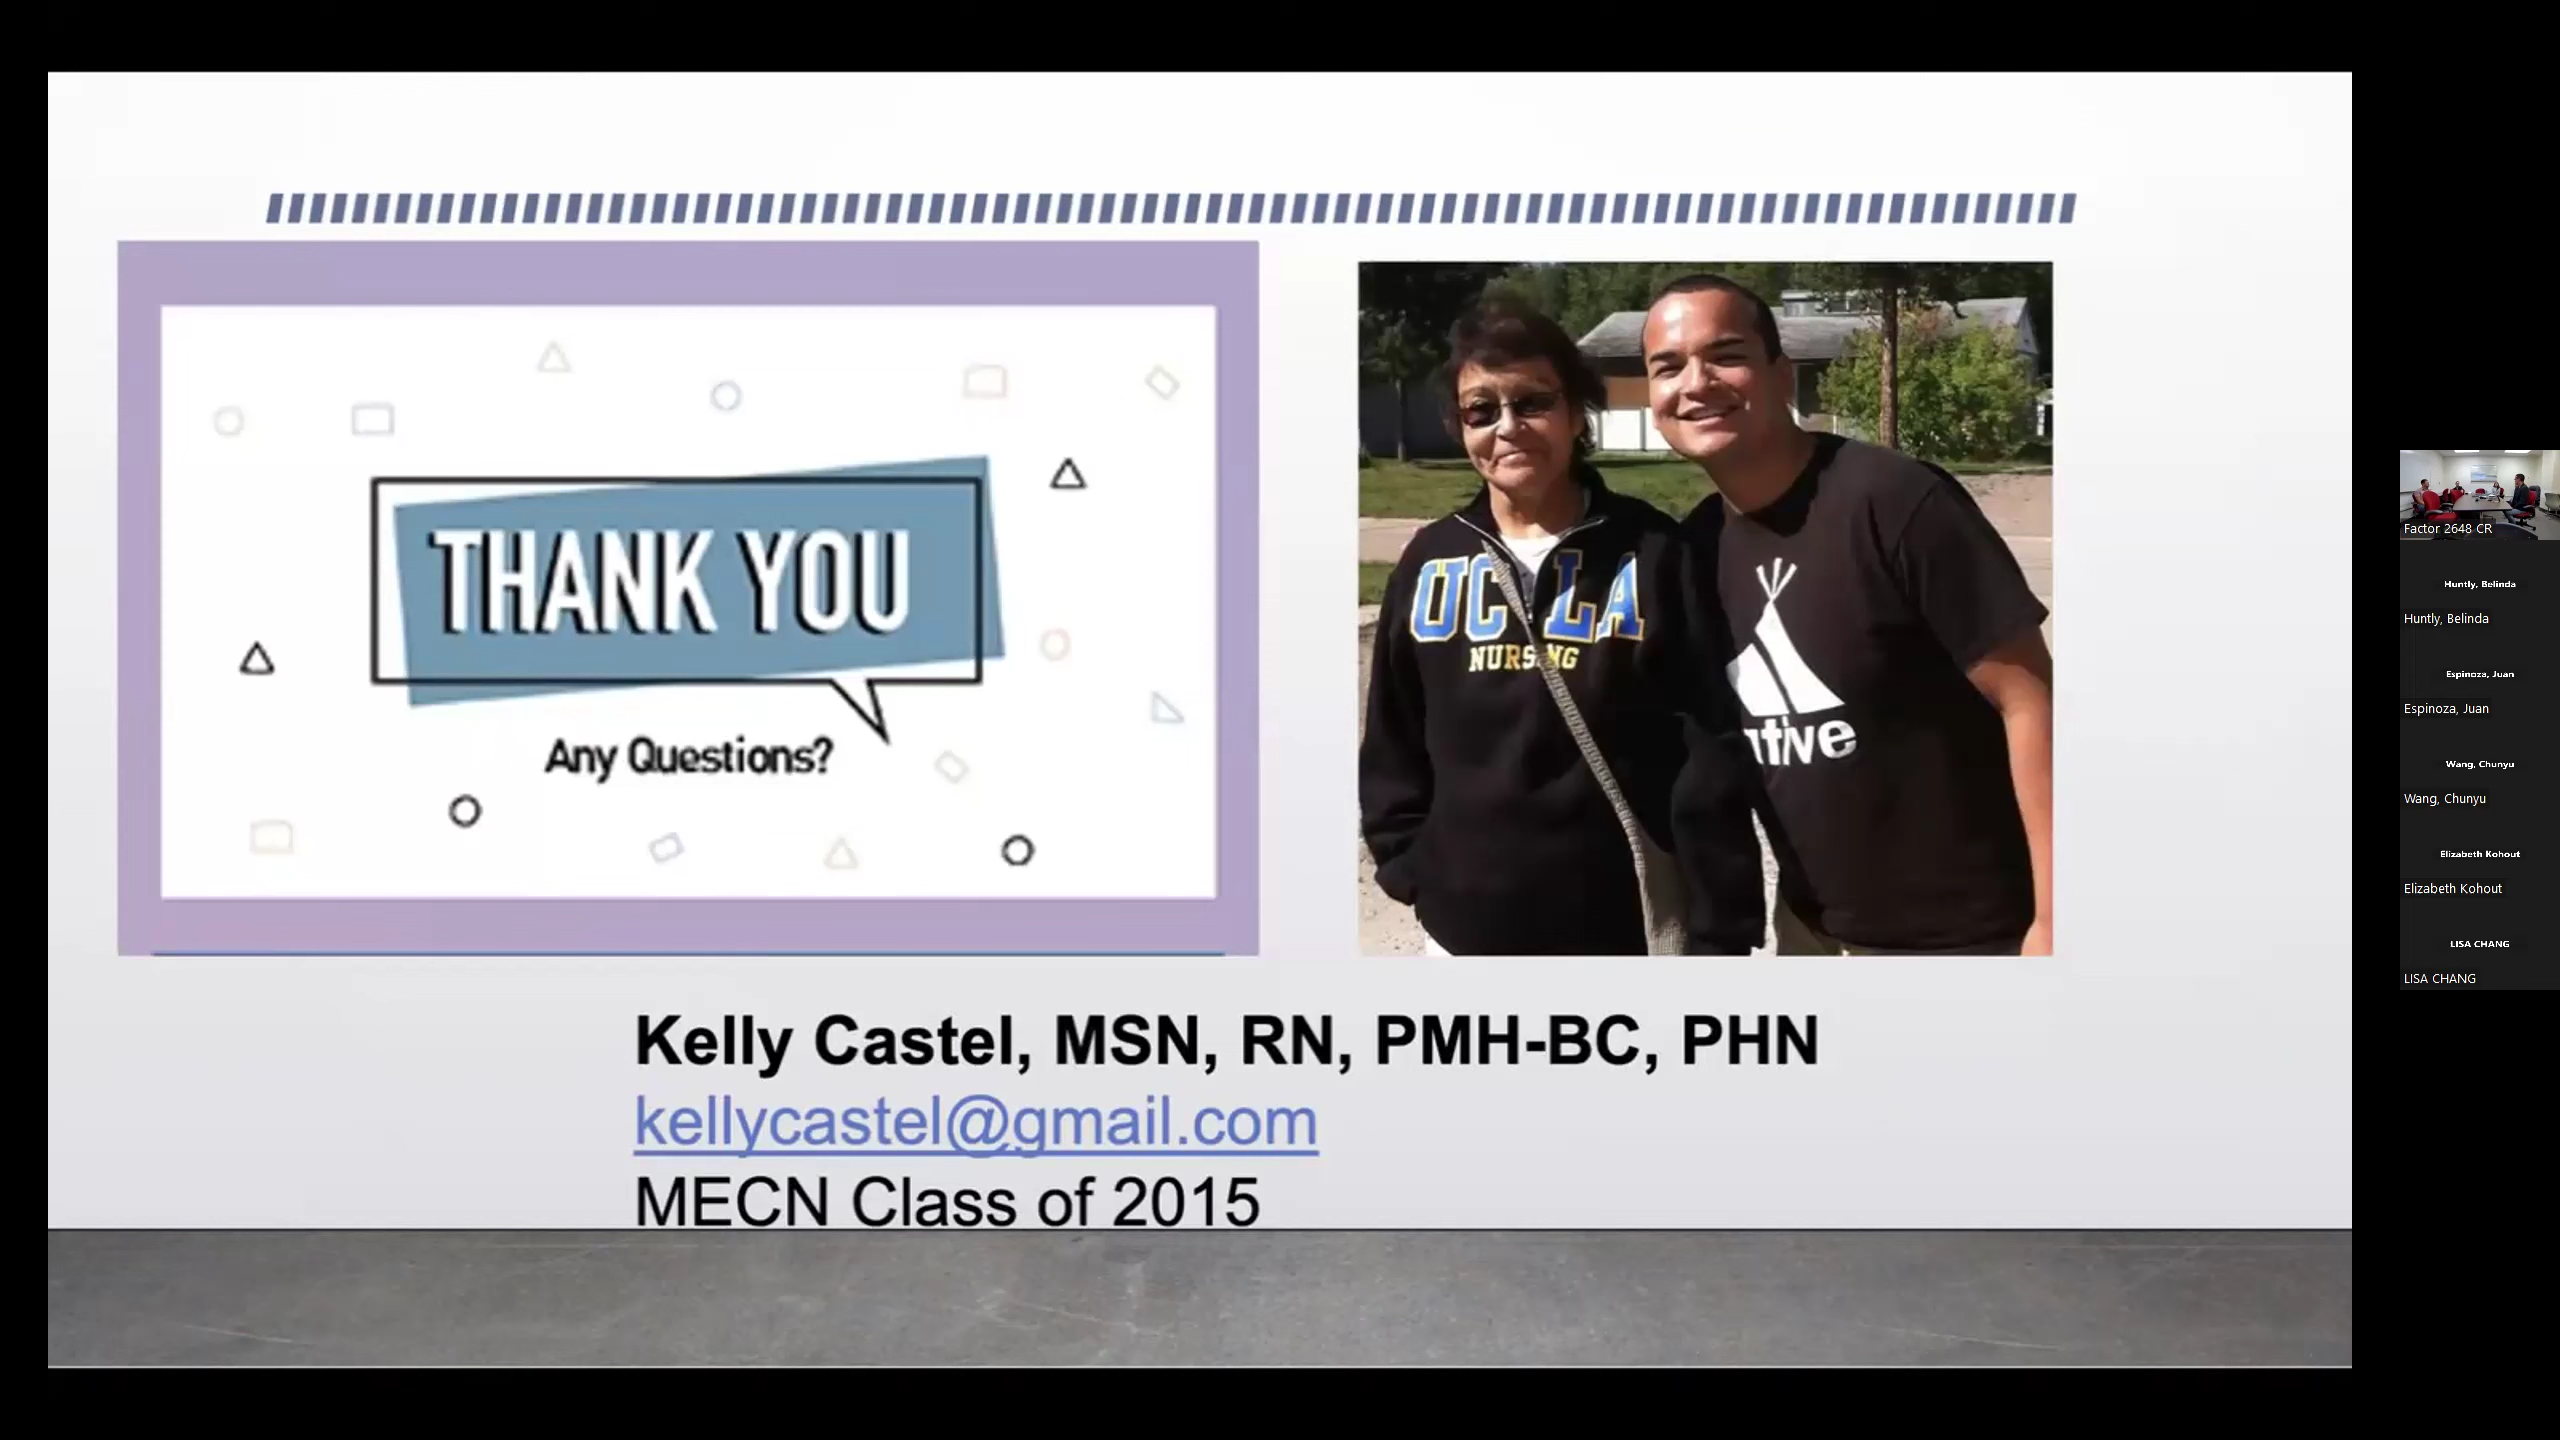 THANK YOU
Any Questions?
UCLA
NURSING
ative
Kelly Castel, MSN, RN, PMH-BC, PHN
kellycastel@gmail.com
MECN Class of 2015
Factor 2648 CR
Huntly, Belinda
Huntly, Belinda
Espinoza, Juan
Espinoza, Juan
Wang, Chunyu
Wang, Chunyu
Elizabeth Kohout
Elizabeth Kohout
LISA CHANG
LISA CHANG